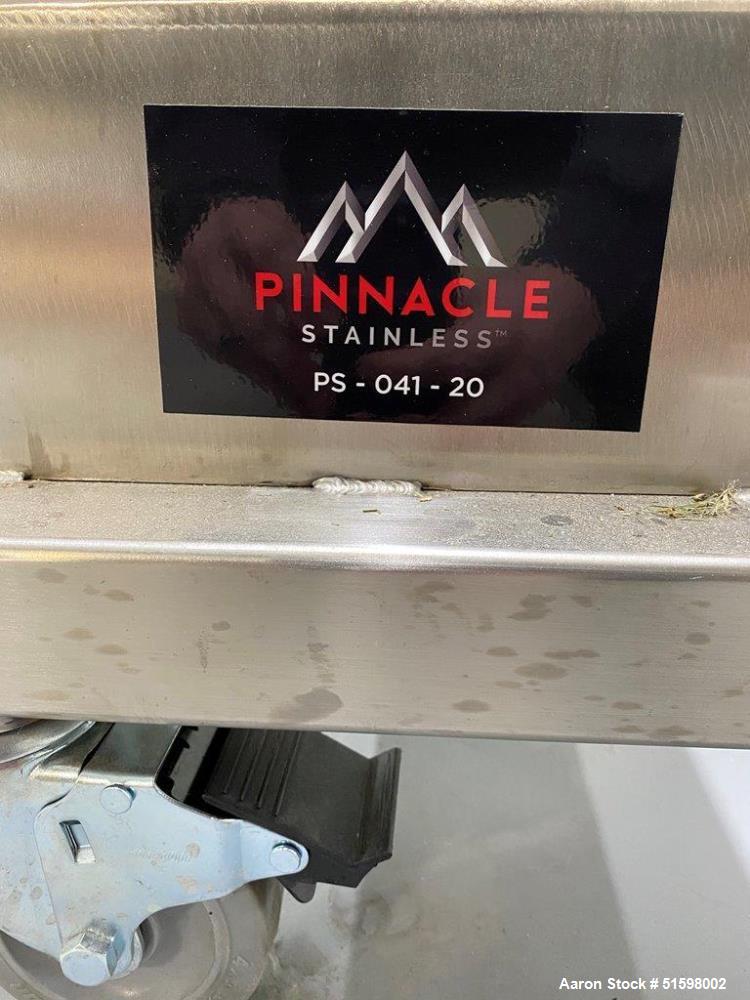 PINNACLE
STAINLESS™
PS - 041 - 20
Aaron Stock # 51598002